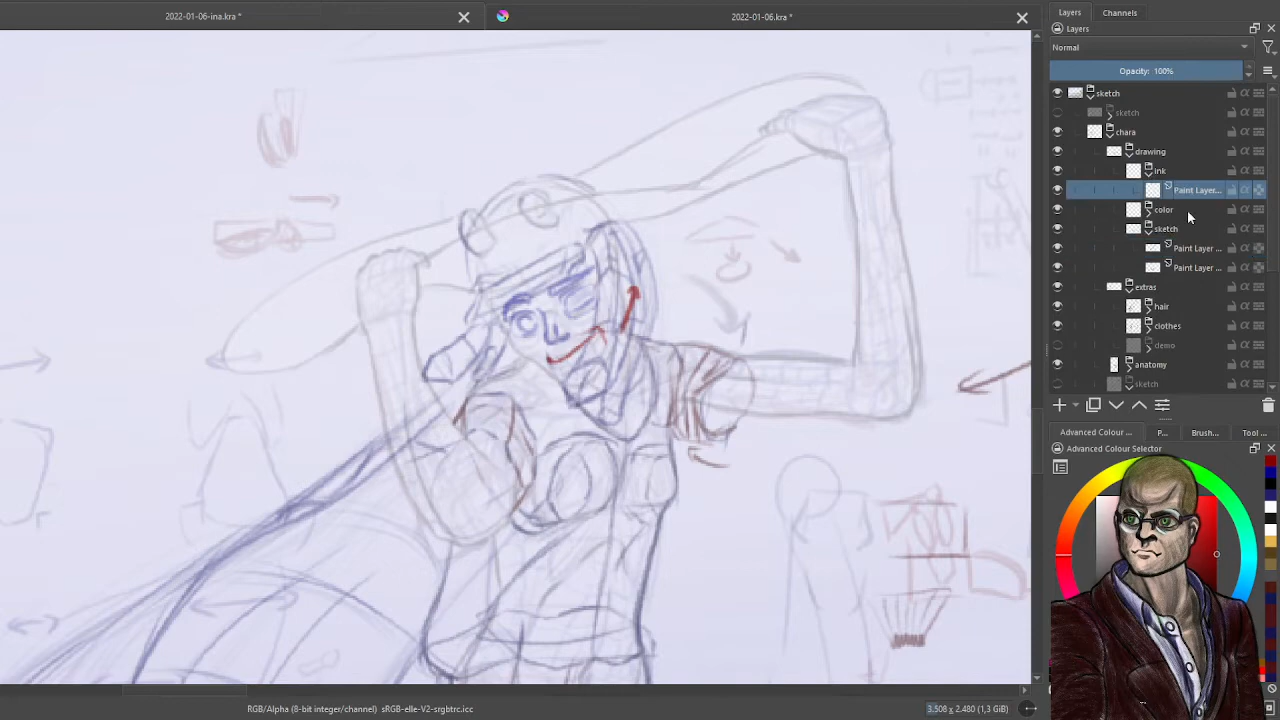 2022-01-06-ina.kra *
2022-01-06.kra *
Layers
Channels
Layers
Normal
Opacity: 100%
sketch
sketch
chara
drawing
ink
Paint Layer...
color
sketch
Paint Layer ...
Paint Layer ...
extras
hair
clothes
demo
anatomy
sketch
Advanced Colour ...
P...
Brush...
Tool ...
Advanced Colour Selector
RGB/Alpha (8-bit integer/channel) sRGB-elle-V2-srgbtrc.icc
3.508 x 2.480 (1,3 GiB)